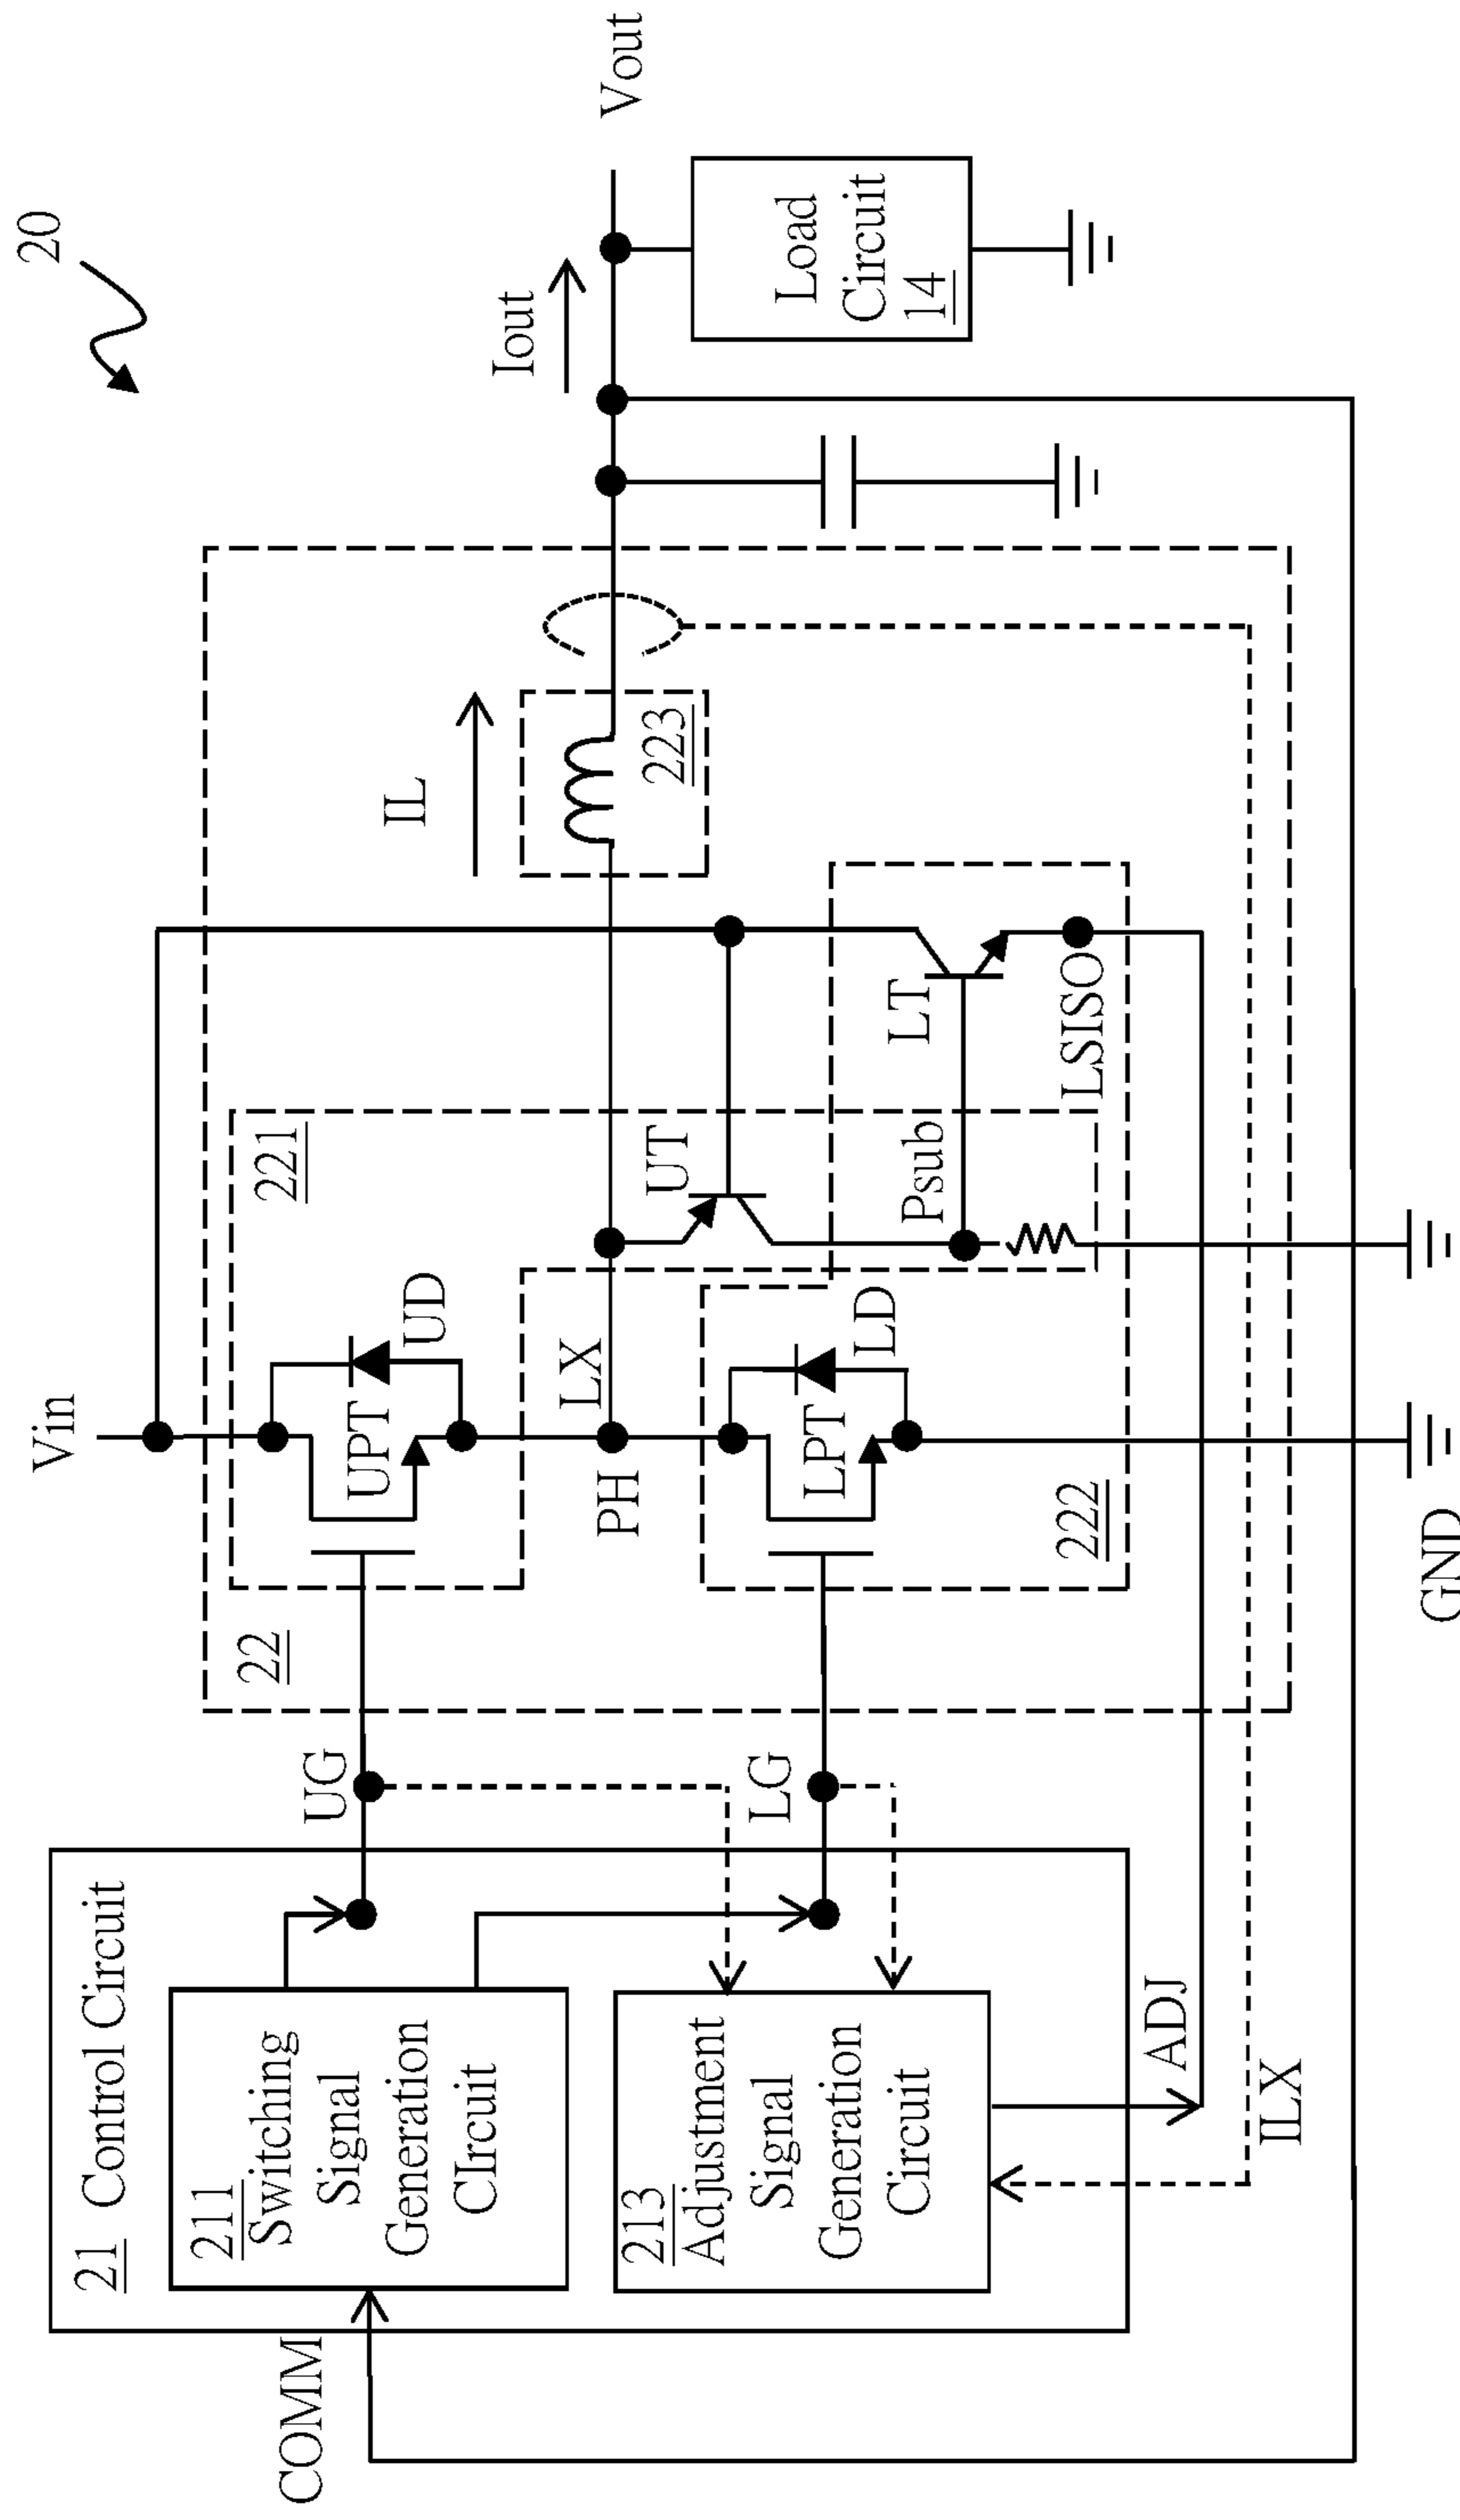 20
Vin
Vout
Iout
IL
22
221
UPT
UD
LX
PH
UT
Psub
LT
LSISO
223
LPT
LD
222
GND
Load
Circuit
14
UG
LG
21 Control Circuit
211
Switching
Signal
Generation
CIrcuit
213
Adjustment
Signal
Generation
Circuit
COMM
ADJ
ILX